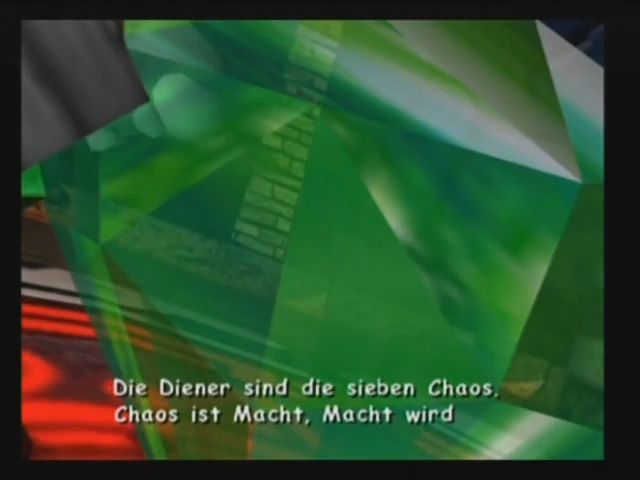 Die Diener sind die sieben Chaos.
Chaos ist Macht, Macht wird